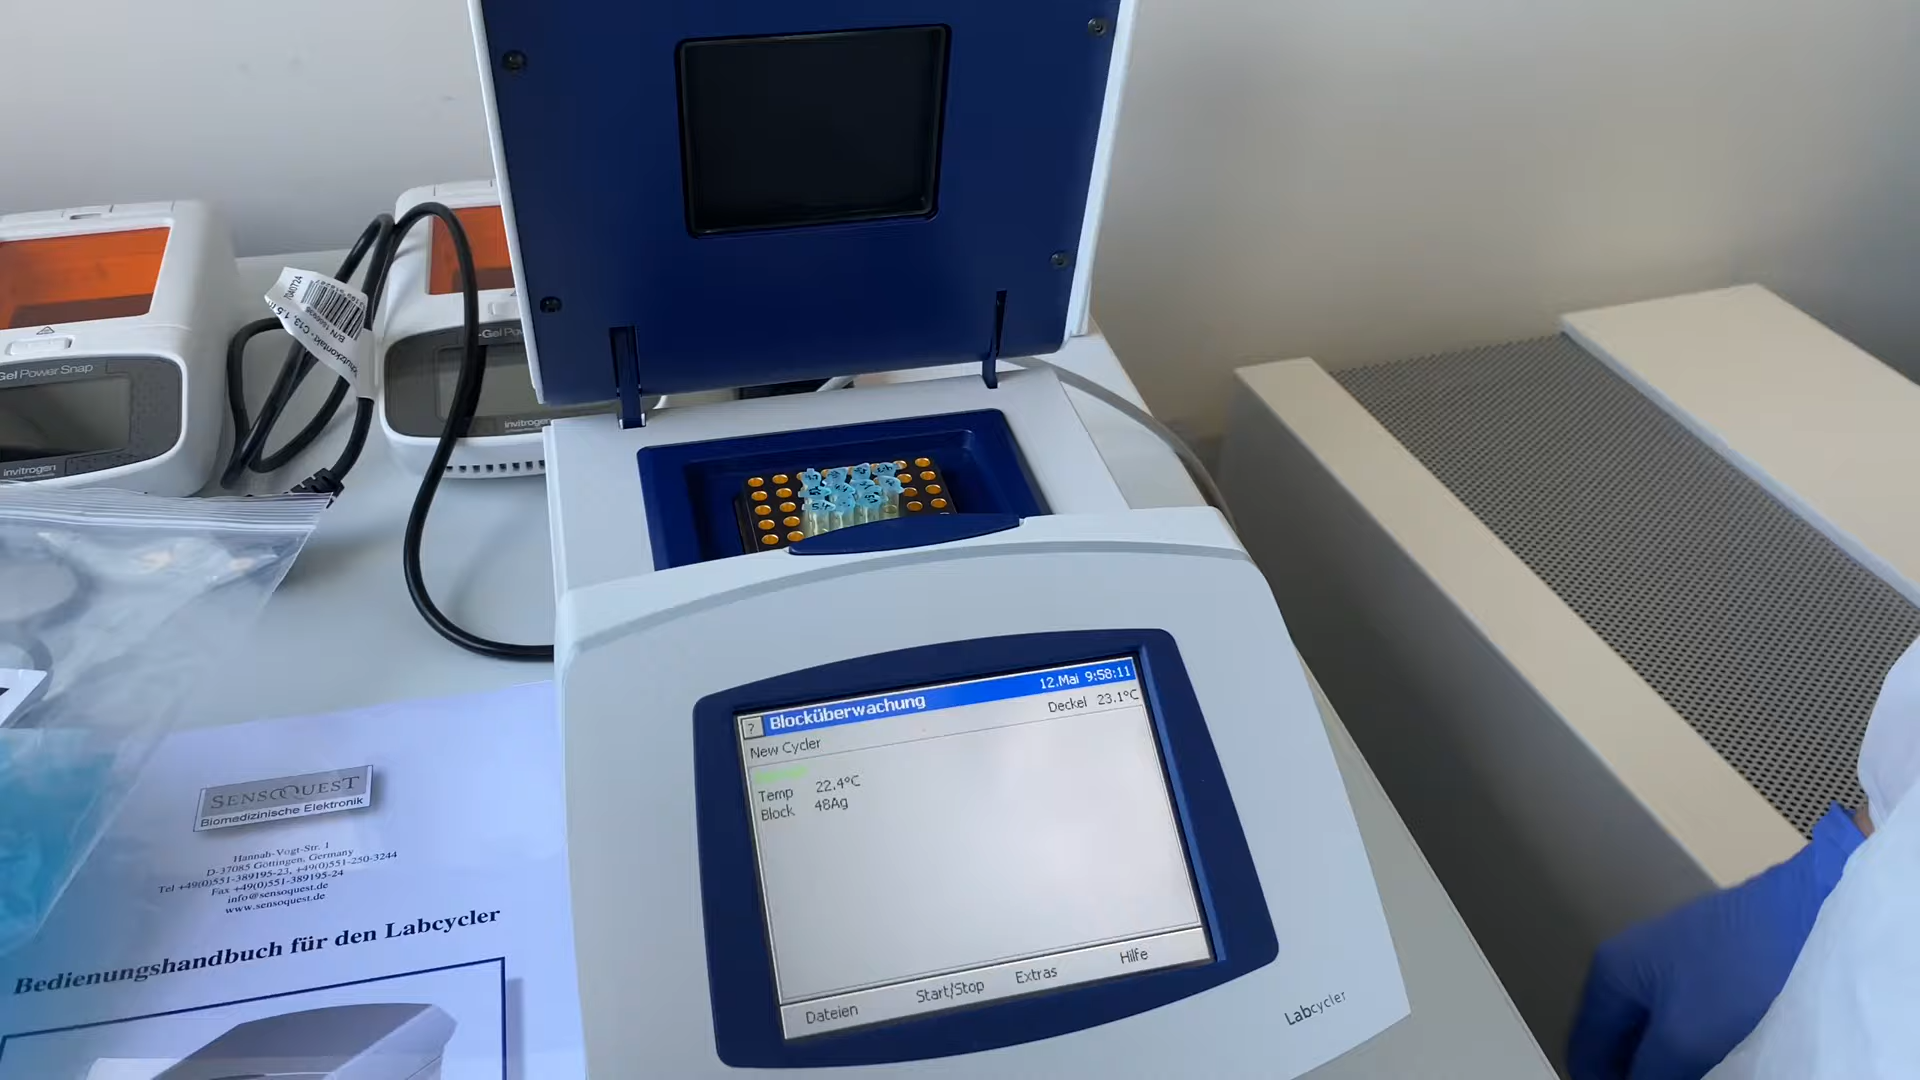 Blocküberwachung
12.Mai 9:58:11
Deckel 23.1°C
New Cycler
Temp 22.4°C
Block 48Ag
Dateien
Start/Stop
Extras
Hilfe
Labcycler
Gel Power Snap
invitrogen
-Gel Pow
invitrogen
SENSOQUEST
Biomedizinische Elektronik
Hannah-Vogt-Str. 1
D-37085 Göttingen, Germany
Tel +49(0)551-389195-23, +49(0)551-250-3244
Fax +49(0)551-389195-24
info@sensoquest.de
www.sensoquest.de
Bedienungshandbuch für den Labcycler